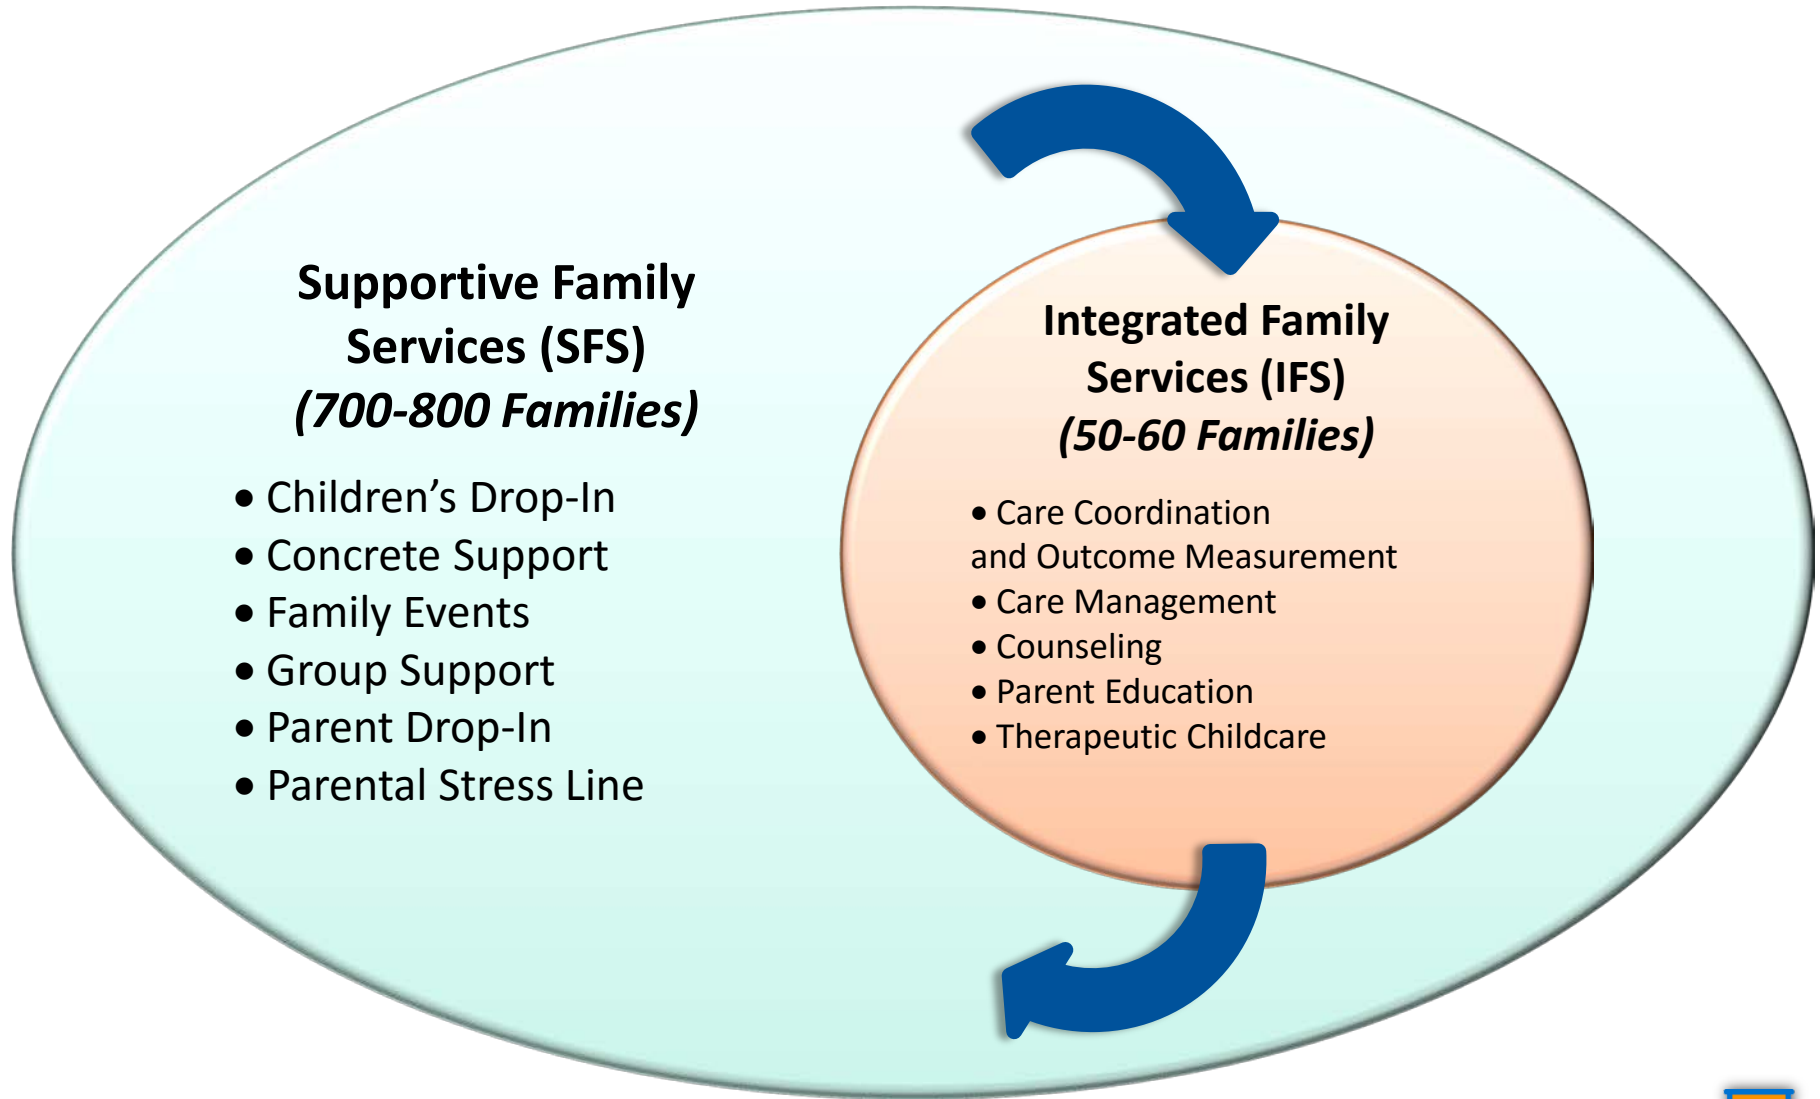 Supportive Family
Services (SFS)
(700-800 Families)
• Children’s Drop-In
• Concrete Support
• Family Events
• Group Support
• Parent Drop-In
• Parental Stress Line
Integrated Family
Services (IFS)
(50-60 Families)
• Care Coordination
and Outcome Measurement
• Care Management
• Counseling
• Parent Education
• Therapeutic Childcare